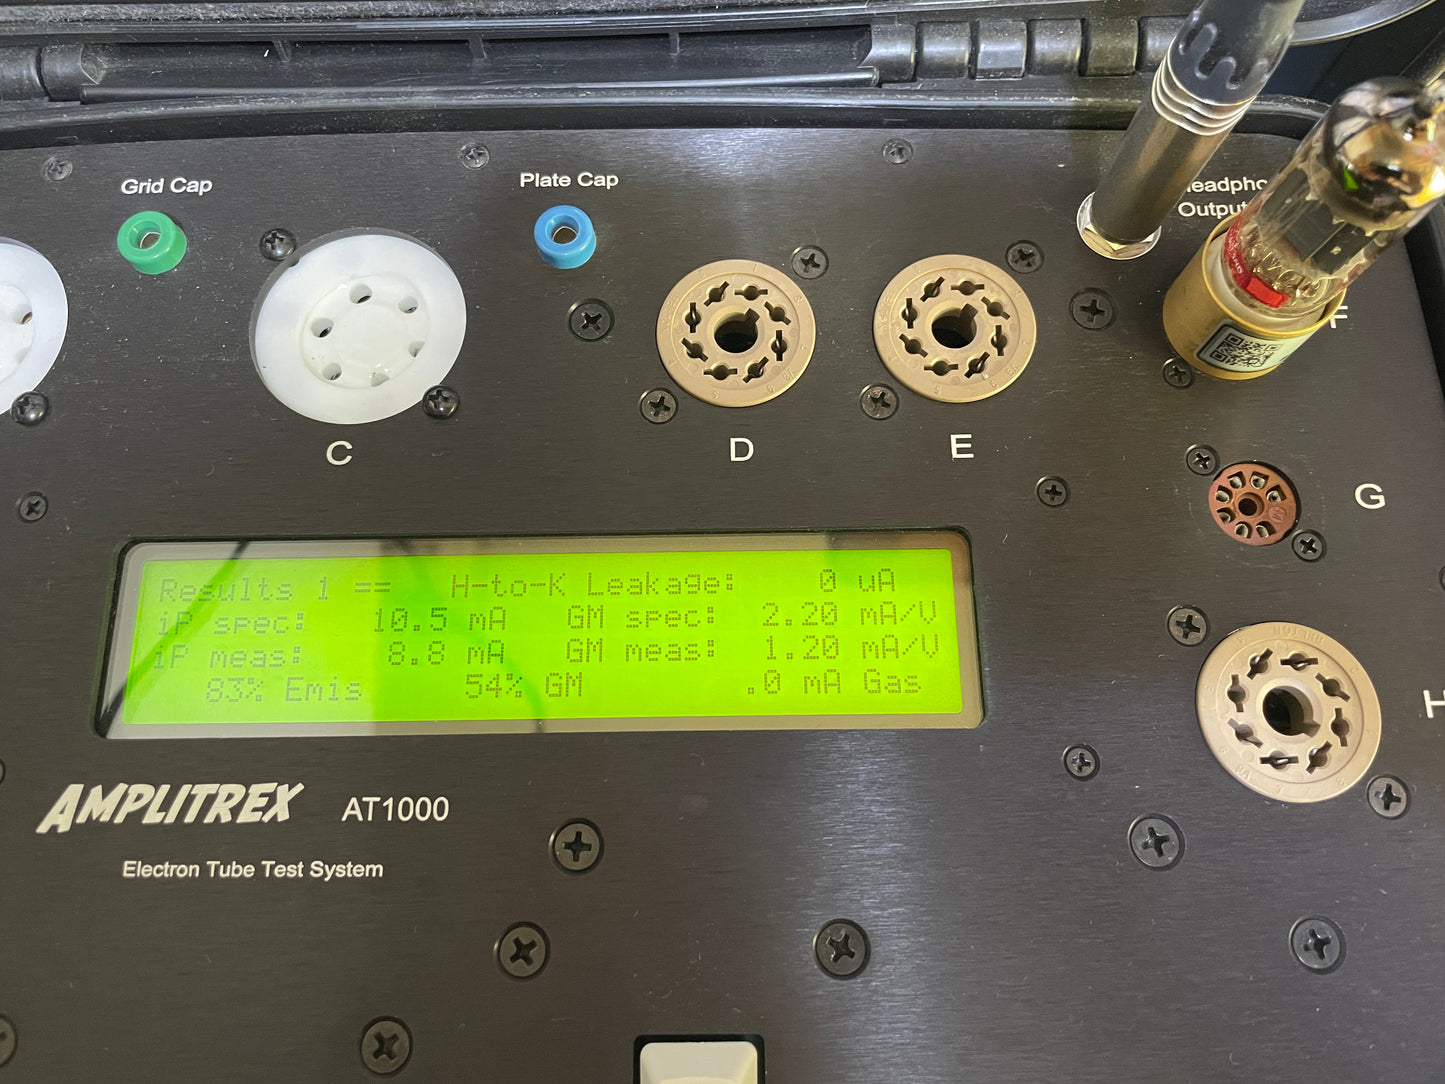 Grid Cap
Plate Cap
Output
C
D
E
F
G
H
Results 1 == H-to-K Leakage: 0 uA
iP spec: 10.5 mA GM spec: 2.20 mA/V
iP meas: 8.8 mA GM meas: 1.20 mA/V
83% Emis 54% GM .0 mA Gas
AMPLITREX AT1000
Electron Tube Test System